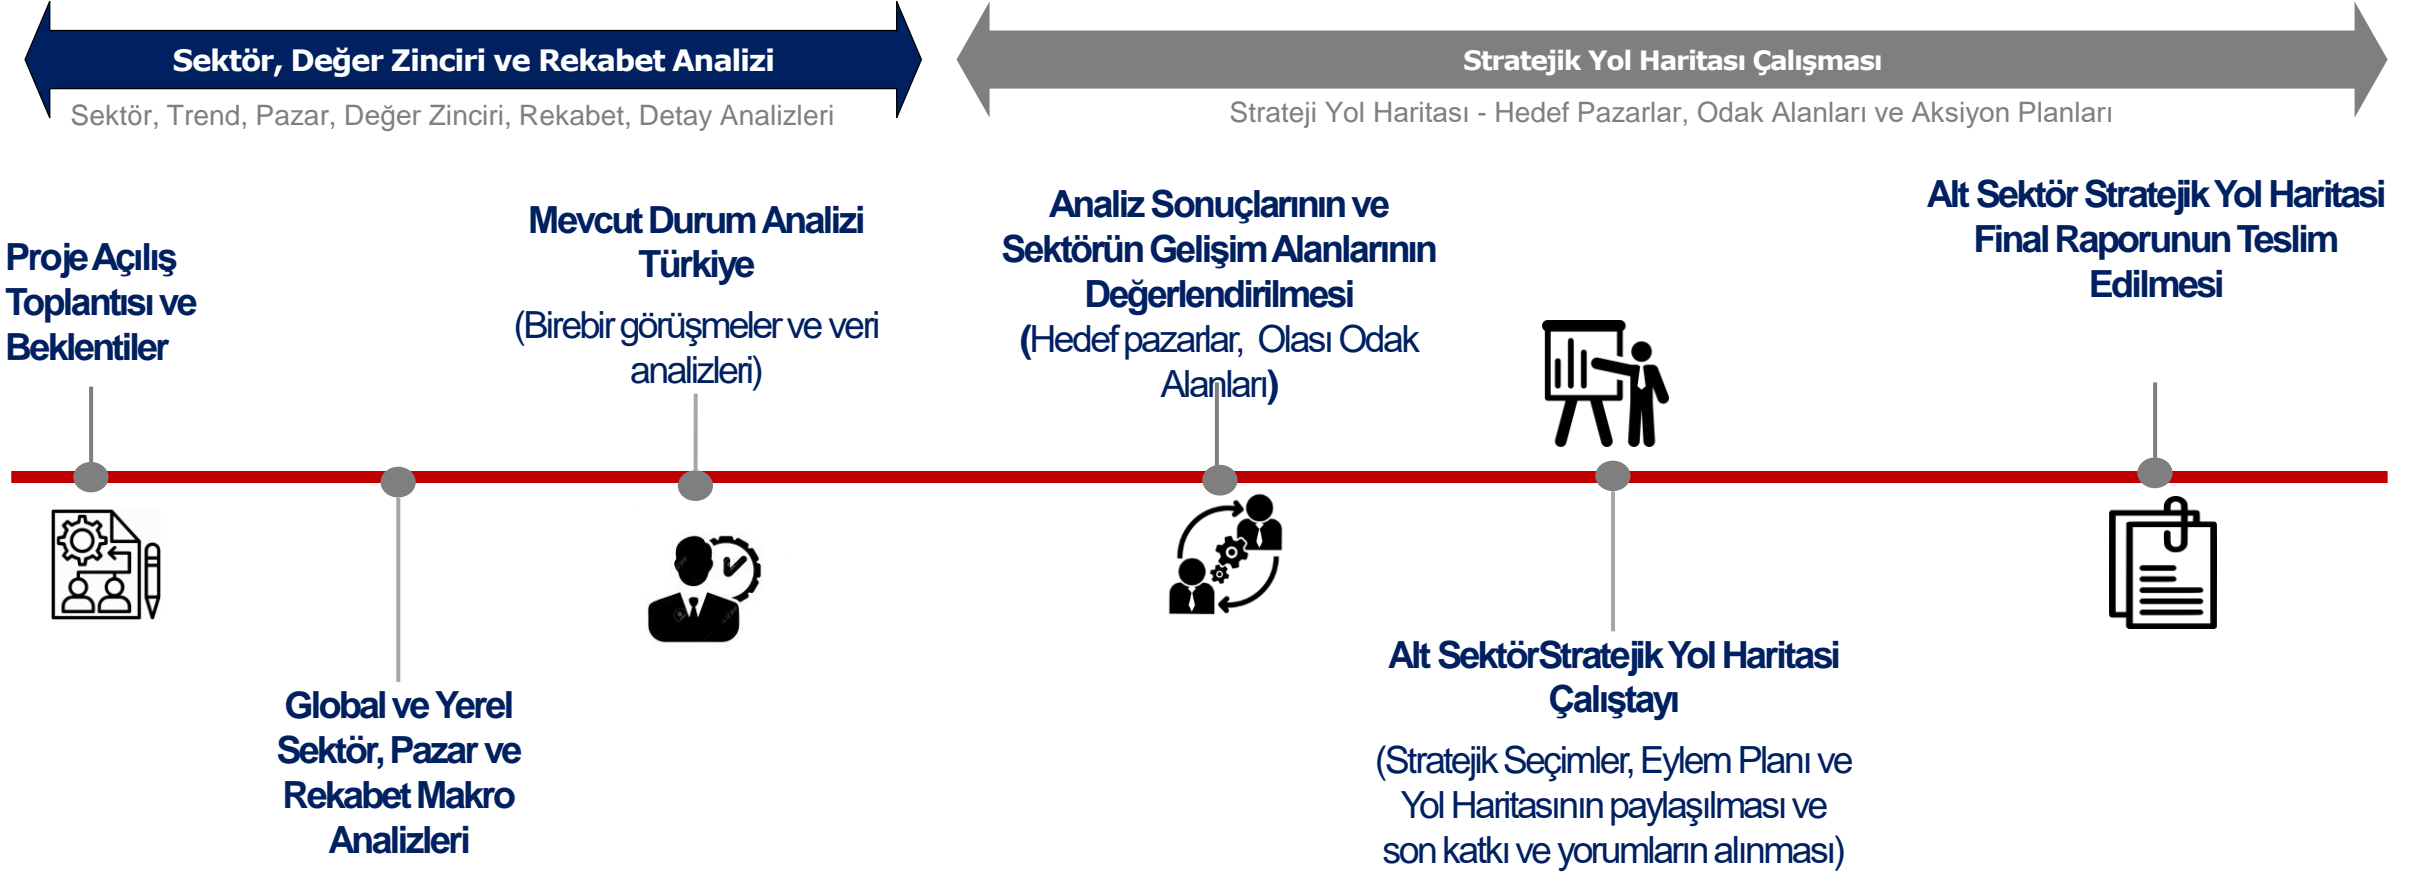 Sektör, Değer Zinciri ve Rekabet Analizi
Sektör, Trend, Pazar, Değer Zinciri, Rekabet, Detay Analizleri
Stratejik Yol Haritası Çalışması
Strateji Yol Haritası - Hedef Pazarlar, Odak Alanları ve Aksiyon Planları
Proje Açılış
Toplantısı ve
Beklentiler
Global ve Yerel
Sektör, Pazar ve
Rekabet Makro
Analizleri
Mevcut Durum Analizi
Türkiye
(Birebir görüşmeler ve veri
analizleri)
Analiz Sonuçlarının ve
Sektörün Gelişim Alanlarının
Değerlendirilmesi
(Hedef pazarlar, Olası Odak
Alanları)
Alt SektörStratejik Yol Haritasi
Çalıştayı
(Stratejik Seçimler, Eylem Planı ve
Yol Haritasının paylaşılması ve
son katkı ve yorumların alınması)
Alt Sektör Stratejik Yol Haritasi
Final Raporunun Teslim
Edilmesi